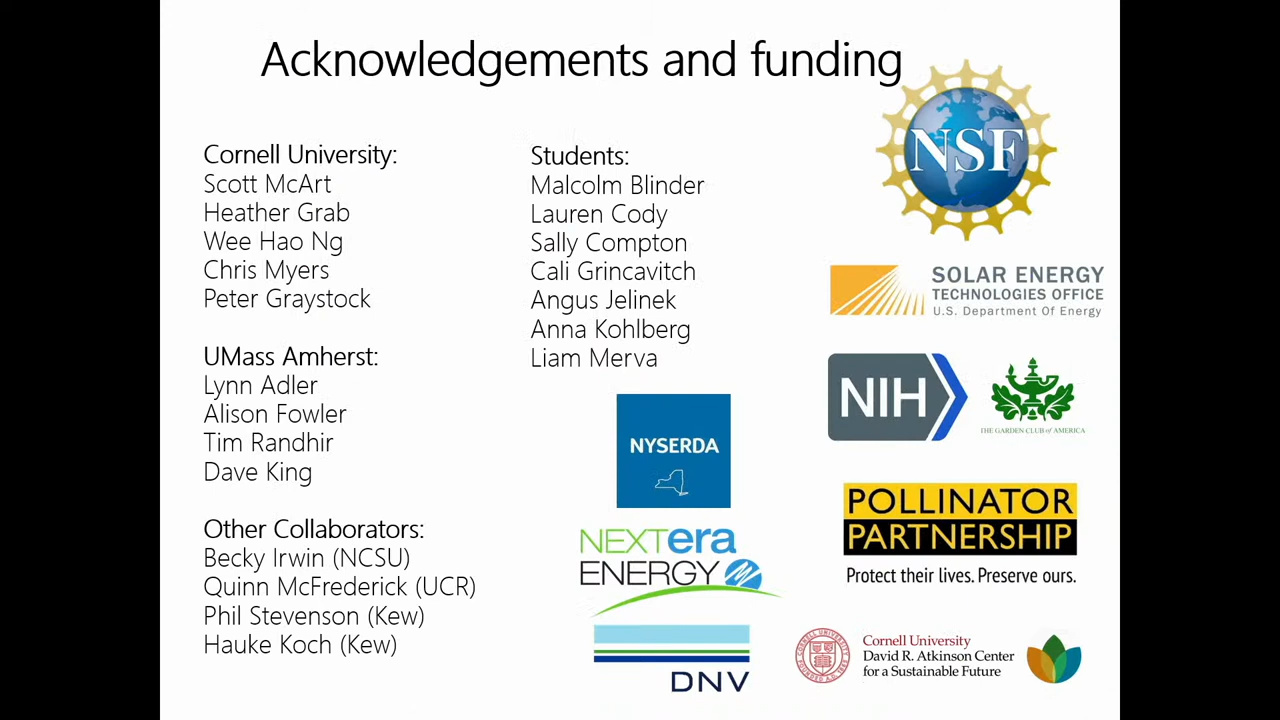 Acknowledgements and funding
Cornell University:
Scott McArt
Heather Grab
Wee Hao Ng
Chris Myers
Peter Graystock
UMass Amherst:
Lynn Adler
Alison Fowler
Tim Randhir
Dave King
Other Collaborators:
Becky Irwin (NCSU)
Quinn McFrederick (UCR)
Phil Stevenson (Kew)
Hauke Koch (Kew)
Students:
Malcolm Blinder
Lauren Cody
Sally Compton
Cali Grincavitch
Angus Jelinek
Anna Kohlberg
Liam Merva
NYSERDA
NEXTera
ENERGY
DNV
NSF
SOLAR ENERGY
TECHNOLOGIES OFFICE
U.S. Department Of Energy
NIH
THE GARDEN CLUB of AMERICA
POLLINATOR
PARTNERSHIP
Protect their lives. Preserve ours.
Cornell University
David R. Atkinson Center
for a Sustainable Future